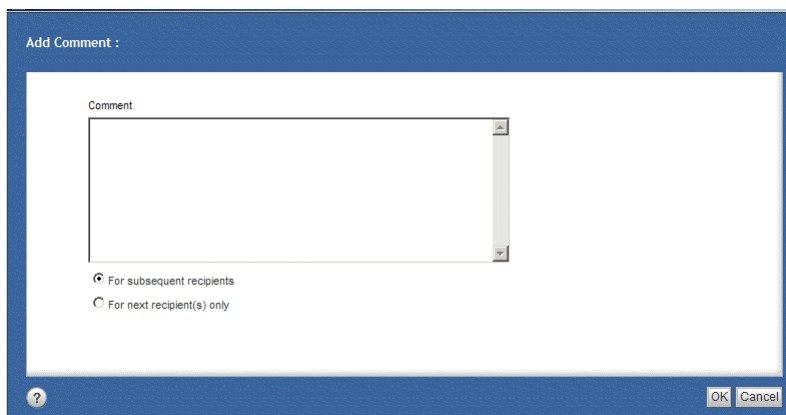 Add Comment :
Comment
For subsequent recipients
For next recipient(s) only
?
OK Cancel